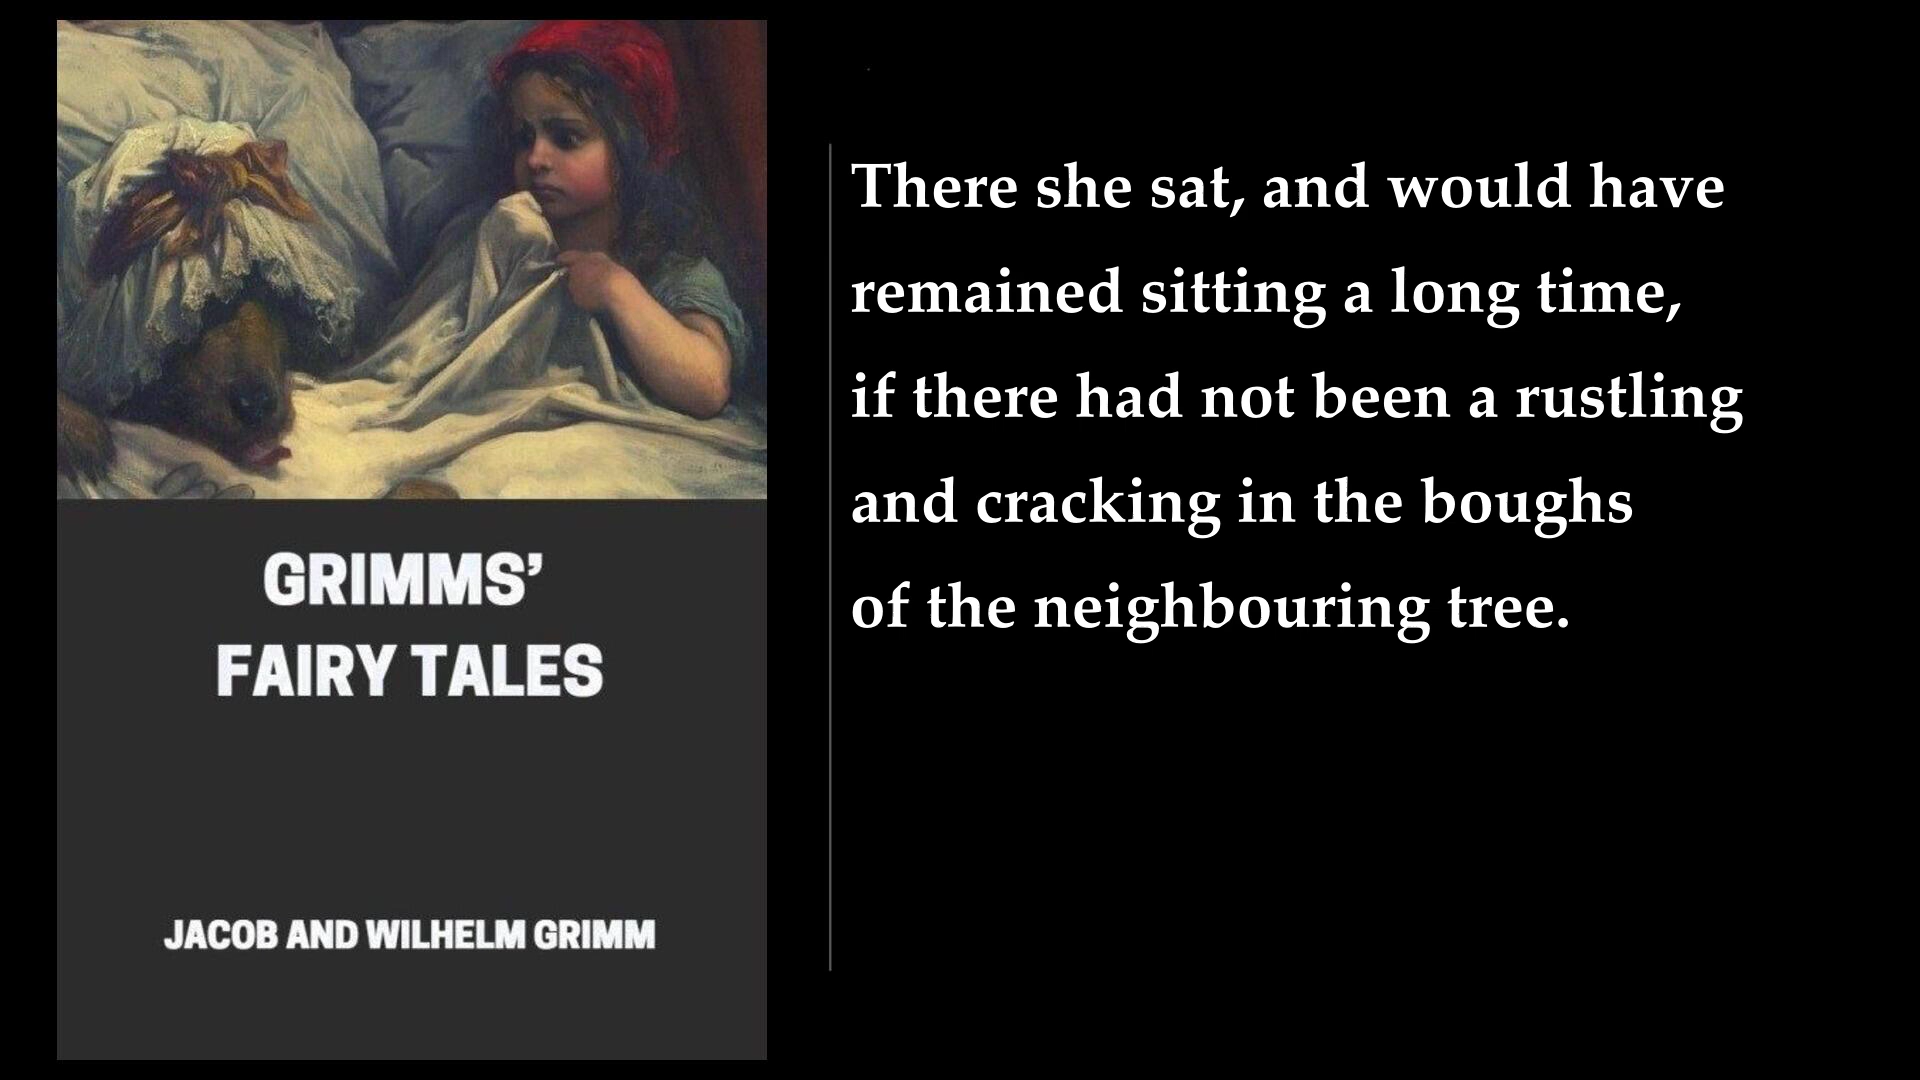 GRIMMS’
FAIRY TALES
JACOB AND WILHELM GRIMM
There she sat, and would have
remained sitting a long time,
if there had not been a rustling
and cracking in the boughs
of the neighbouring tree.